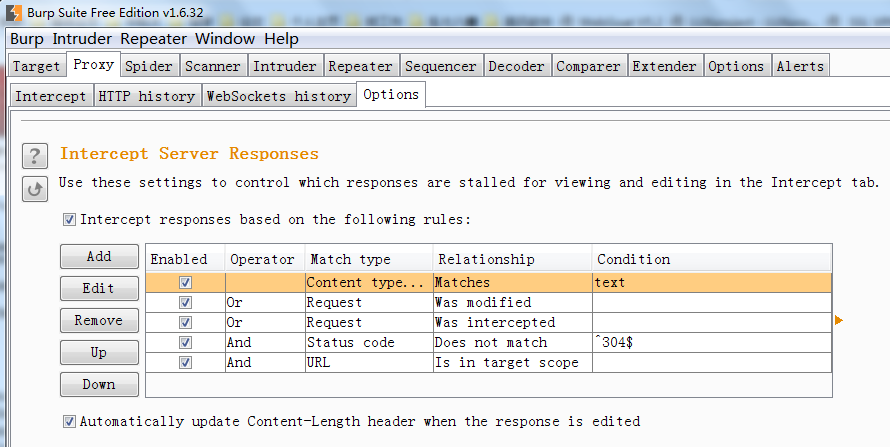 Burp Suite Free Edition v1.6.32
Burp Intruder Repeater Window Help
Target Proxy Spider Scanner Intruder Repeater Sequencer Decoder Comparer Extender Options Alerts
Intercept HTTP history WebSockets history Options
? Intercept Server Responses
Use these settings to control which responses are stalled for viewing and editing in the Intercept tab.
Intercept responses based on the following rules:
Add
Edit
Remove
Up
Down
Enabled Operator Match type Relationship Condition
Content type... Matches text
Or Request Was modified
Or Request Was intercepted
And Status code Does not match ^304$
And URL Is in target scope
Automatically update Content-Length header when the response is edited